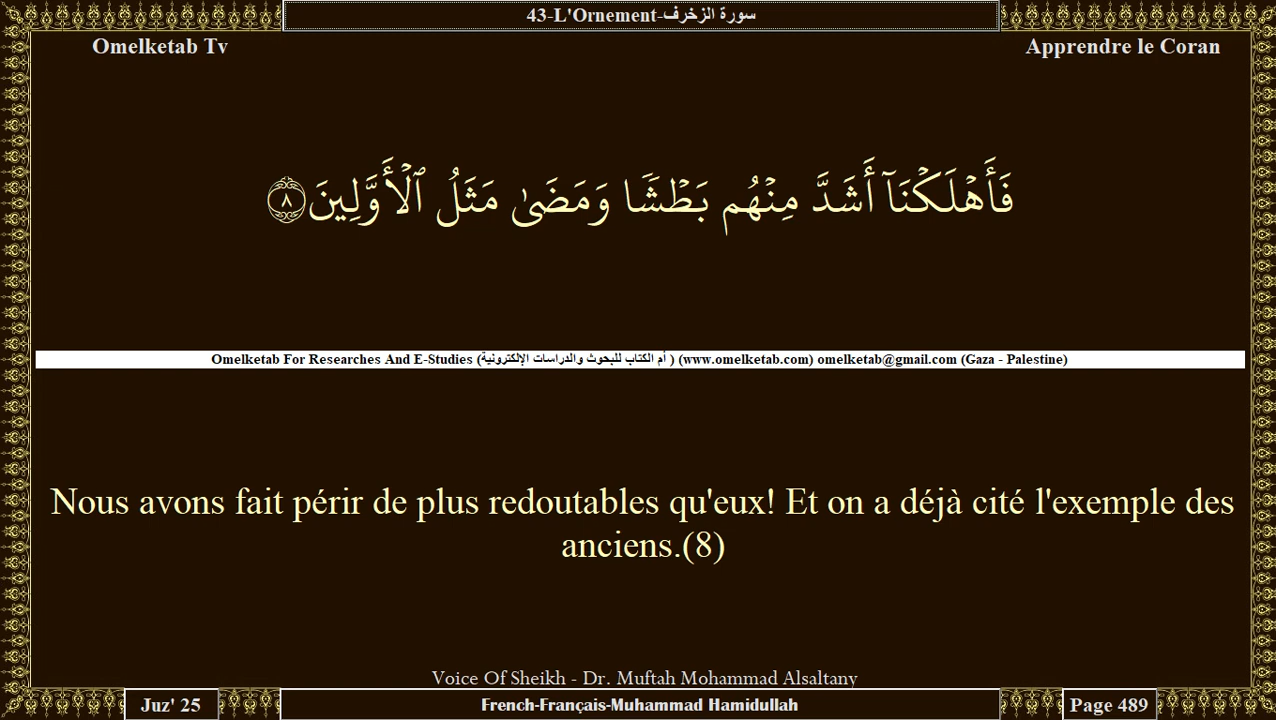 43-L'Ornement-سورة الزخرف
Omelketab Tv
Apprendre le Coran
فَأَهۡلَكۡنَآ أَشَدَّ مِنۡهُم بَطۡشٗا وَمَضَىٰ مَثَلُ ٱلۡأَوَّلِينَ ٨
Omelketab For Researches And E-Studies (أم الكتاب للبحوث والدراسات الإلكترونية ) (www.omelketab.com) omelketab@gmail.com (Gaza - Palestine)
Nous avons fait périr de plus redoutables qu'eux! Et on a déjà cité l'exemple des
anciens.(8)
Voice Of Sheikh - Dr. Muftah Mohammad Alsaltany
Juz' 25
French-Français-Muhammad Hamidullah
Page 489